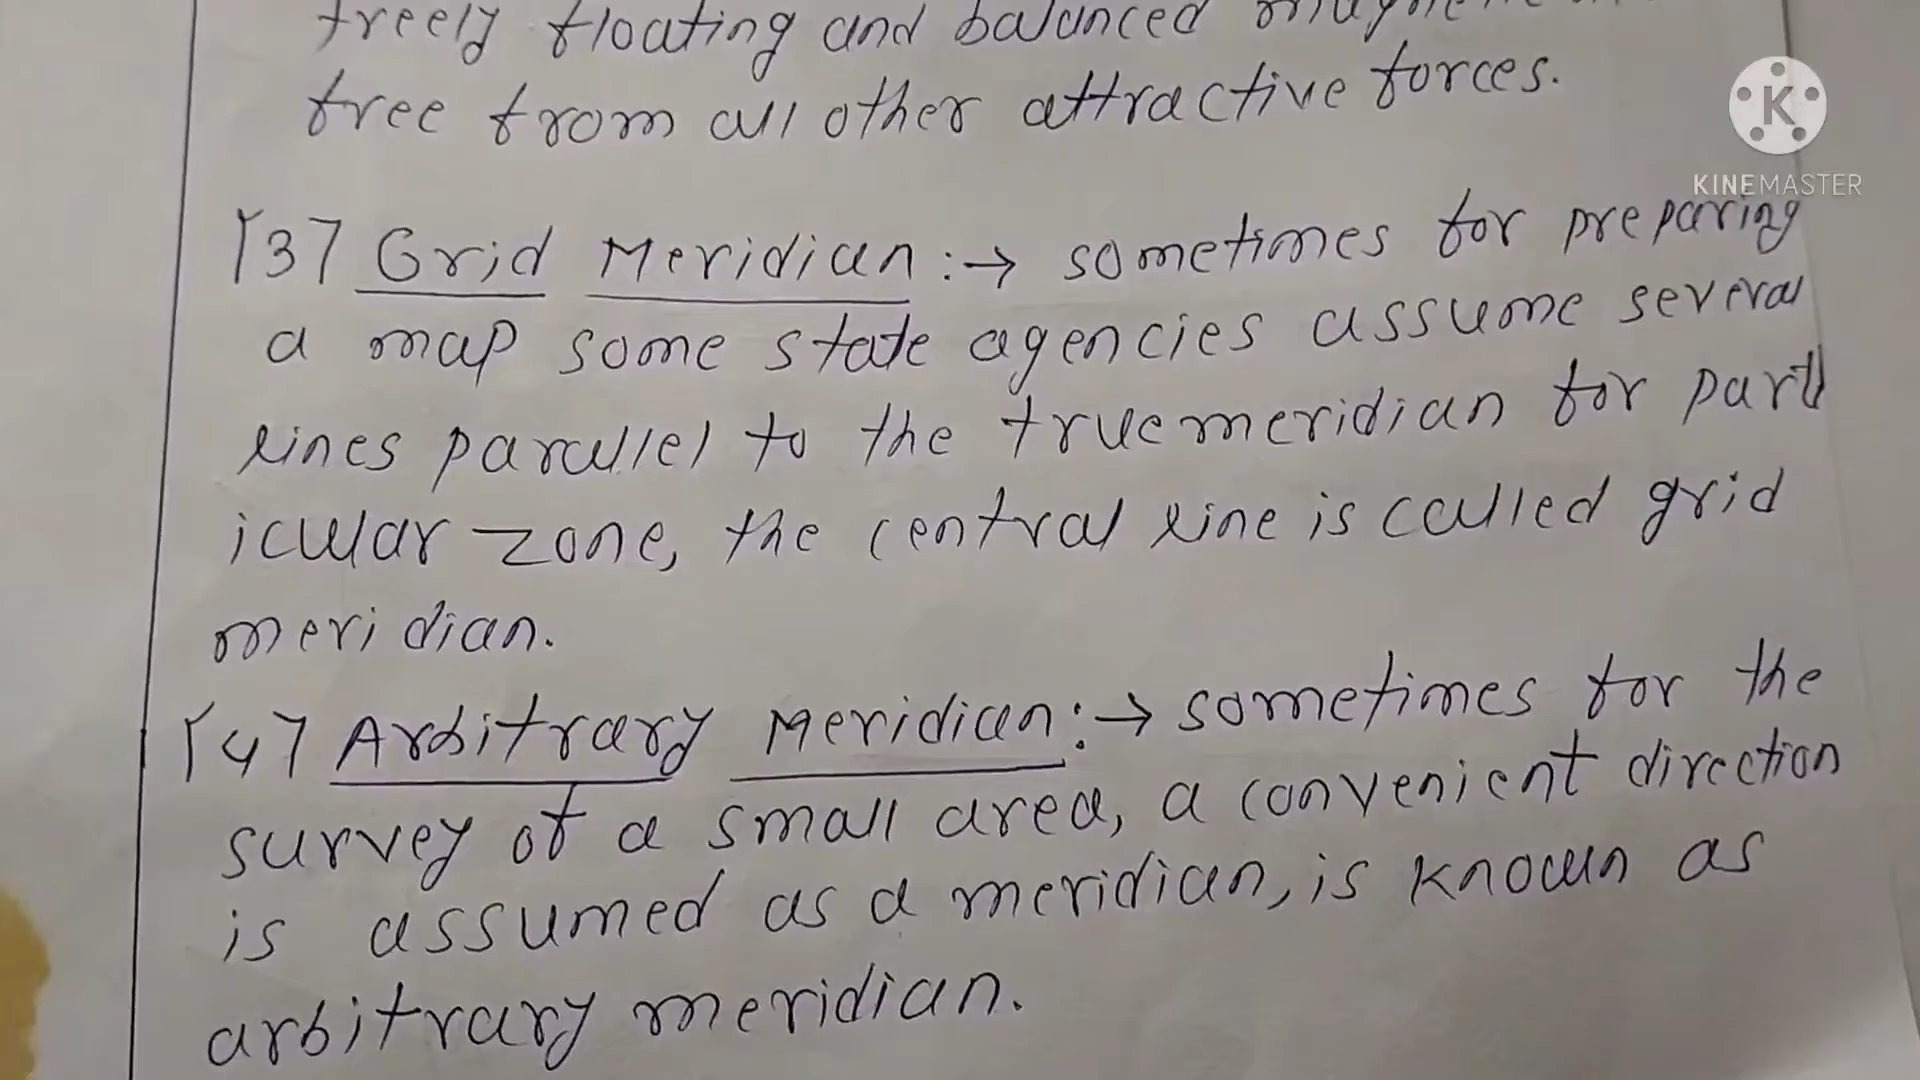 freely floating and balanced
free from all other attractive forces.
KINEMASTER
[3] Grid Meridian :→ sometimes for preparing
a map some state agencies assume several
lines parallel to the true meridian for part
icular zone, the central line is called grid
meridian.
[4] Arbitrary Meridian :→ sometimes for the
survey of a small area, a convenient direction
is assumed as a meridian, is known as
arbitrary meridian.